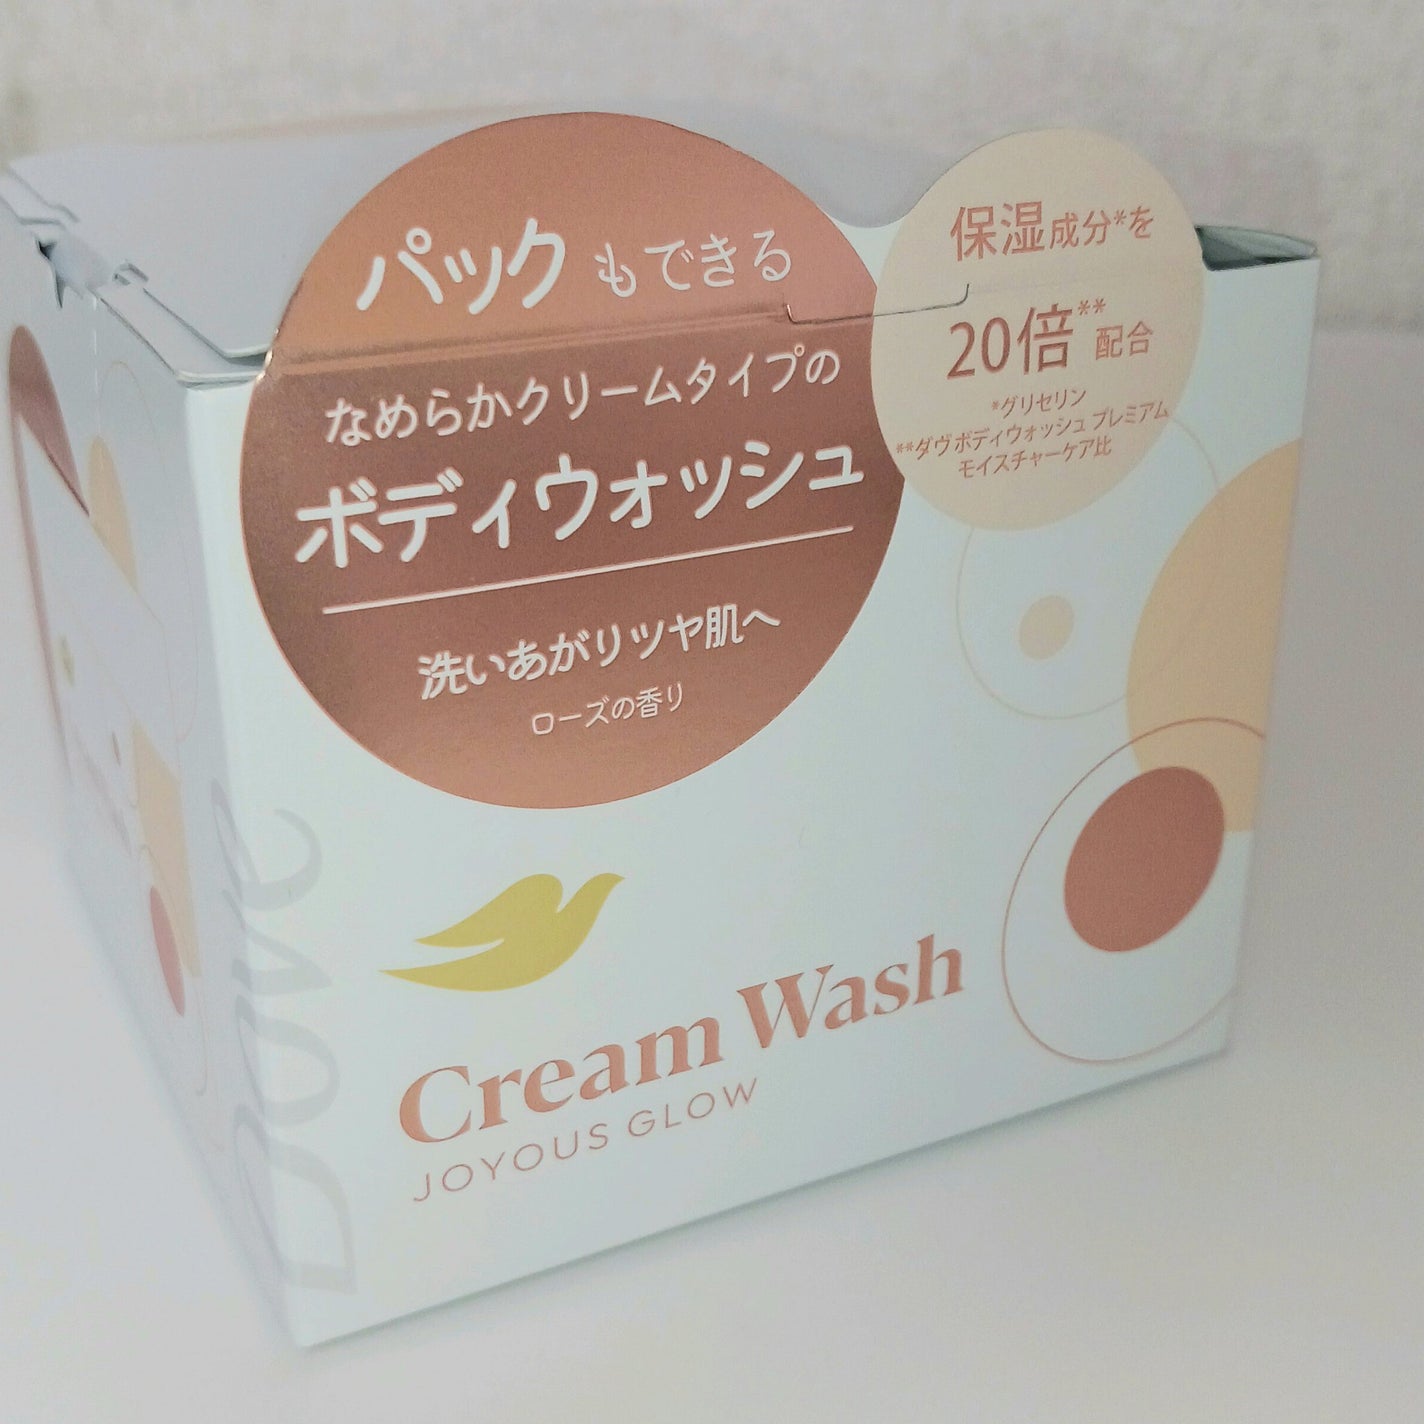 パックもできる
なめらかクリームタイプの
ボディウォッシュ
洗いあがりツヤ肌へ
ローズの香り
保湿成分*を
20倍**配合
*グリセリン
**ダヴ ボディウォッシュ プレミアム
モイスチャーケア比
Dove
Cream Wash
JOYOUS GLOW